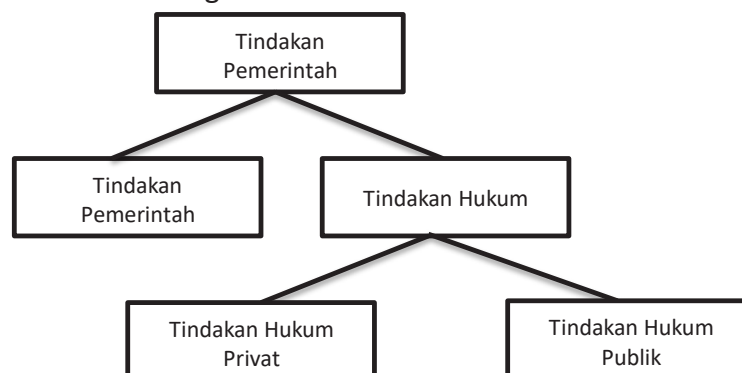 Tindakan
Pemerintah
Tindakan
Pemerintah
Tindakan Hukum
Tindakan Hukum
Privat
Tindakan Hukum
Publik